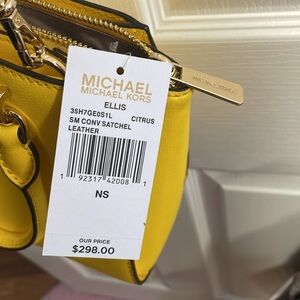 MICHAEL
MICHAEL KORS
ELLIS
35H7GE0S1L CITRUS
SM CONV SATCHEL
LEATHER
1 92317 42008 1
NS
OUR PRICE
$298.00